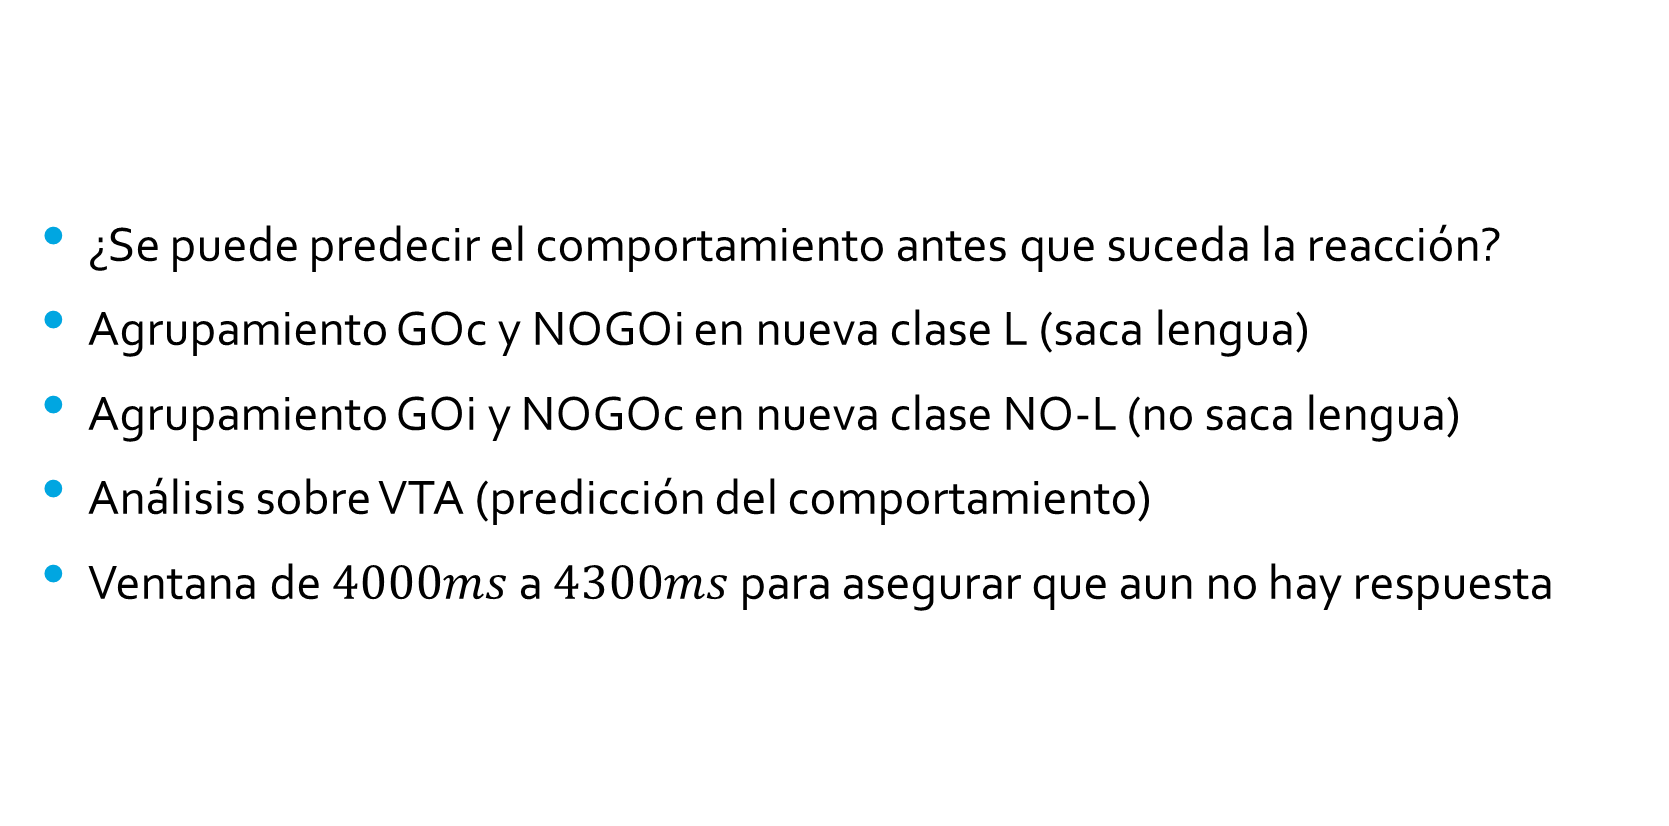 • ¿Se puede predecir el comportamiento antes que suceda la reacción?
• Agrupamiento GOc y NOGOi en nueva clase L (saca lengua)
• Agrupamiento GOi y NOGOc en nueva clase NO-L (no saca lengua)
• Análisis sobre VTA (predicción del comportamiento)
• Ventana de 4000ms a 4300ms para asegurar que aun no hay respuesta